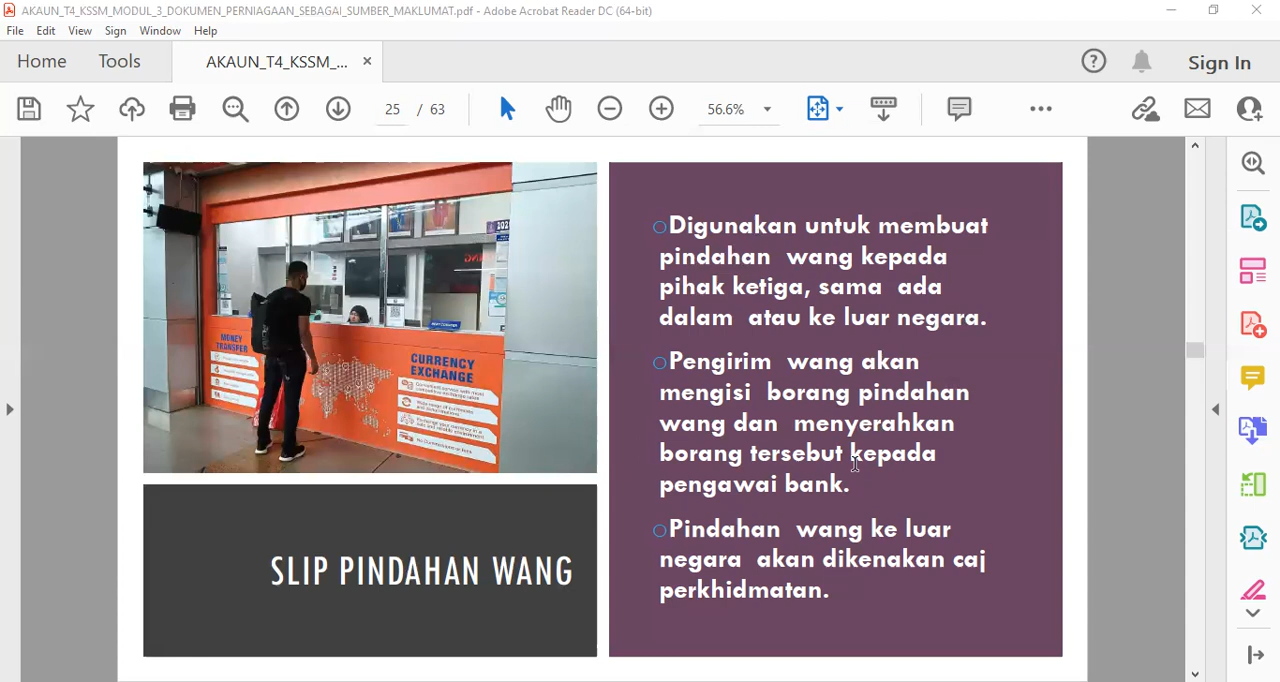 AKAUN_T4_KSSM_MODUL_3_DOKUMEN_PERNIAGAAN_SEBAGAI_SUMBER_MAKLUMAT.pdf - Adobe Acrobat Reader DC (64-bit)
File Edit View Sign Window Help
Home Tools AKAUN_T4_KSSM_... × Sign In
25 / 63 56.6%
MONEY
TRANSFER
CURRENCY
EXCHANGE
SLIP PINDAHAN WANG
Digunakan untuk membuat
pindahan wang kepada
pihak ketiga, sama ada
dalam atau ke luar negara.
Pengirim wang akan
mengisi borang pindahan
wang dan menyerahkan
borang tersebut kepada
pengawai bank.
Pindahan wang ke luar
negara akan dikenakan caj
perkhidmatan.